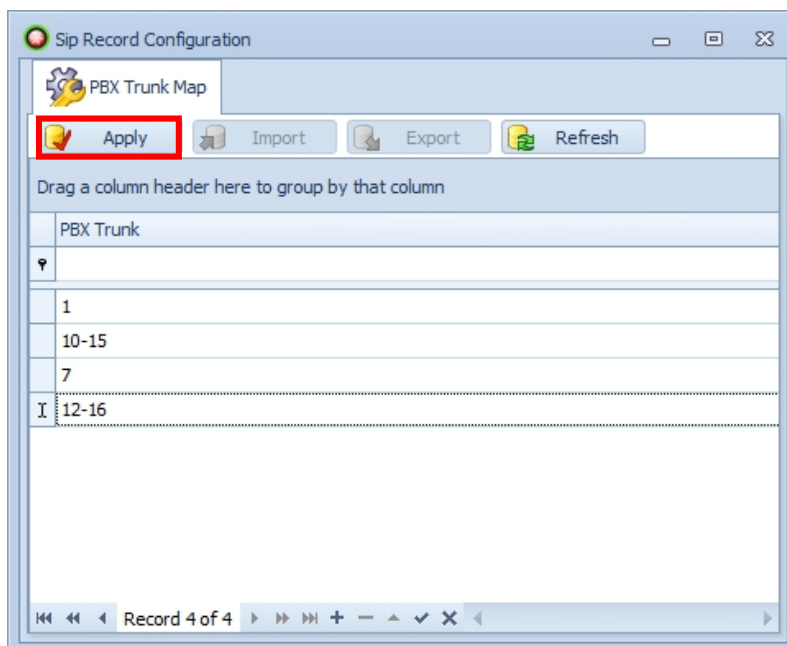 Sip Record Configuration
PBX Trunk Map
Apply Import Export Refresh
Drag a column header here to group by that column
PBX Trunk
1
10-15
7
12-16
Record 4 of 4